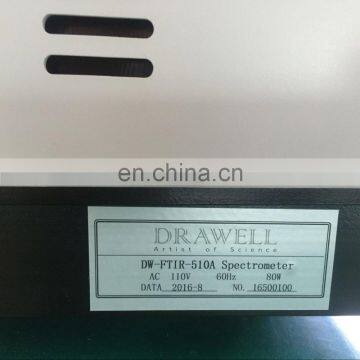 en.china.cn
DRAWELL
Artist of Science
DW-FTIR-510A Spectrometer
AC 110V 60Hz 80W
DATA 2016-8 NO. 16500100